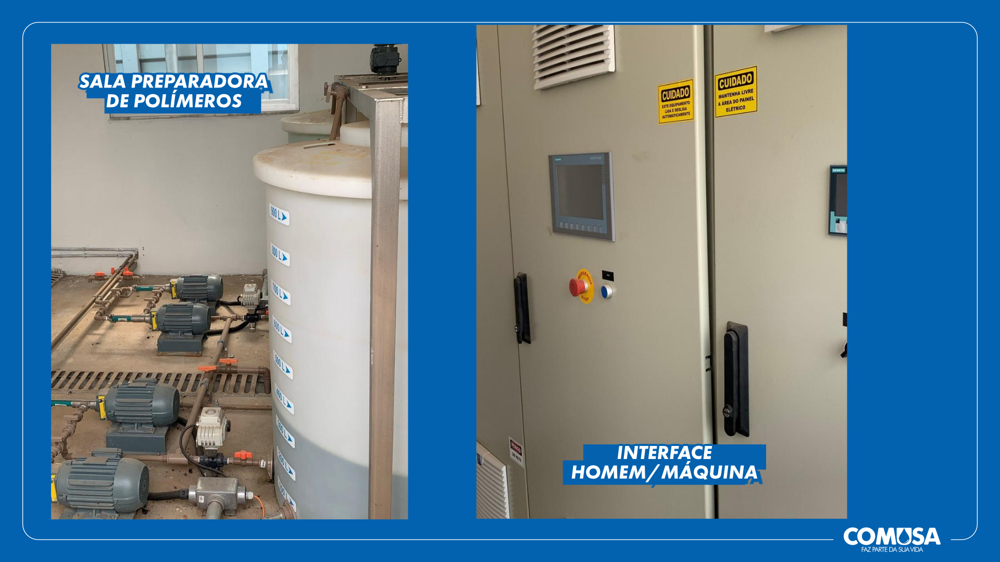 SALA PREPARADORA
DE POLÍMEROS
900 L
800 L
700 L
600 L
500 L
400 L
300 L
200 L
100 L
CUIDADO
ESTE EQUIPAMENTO
LIGA E DESLIGA
AUTOMATICAMENTE
CUIDADO
MANTENHA LIVRE
A ÁREA DO PAINEL
ELÉTRICO
SIEMENS
SIEMENS
EMERGÊNCIA
STOP
PERIGO
INTERFACE
HOMEM/MÁQUINA
COMUSA
FAZ PARTE DA SUA VIDA